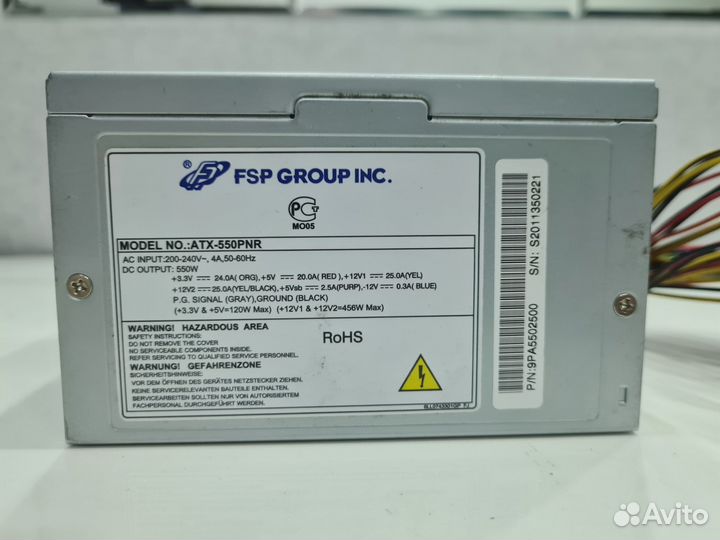 ® FSP GROUP INC.
MO05
MODEL NO.:ATX-550PNR
AC INPUT:200-240V~, 4A,50-60Hz
DC OUTPUT: 550W
+3.3V ⎓ 24.0A( ORG),+5V ⎓ 20.0A( RED), +12V1 ⎓ 25.0A(YEL)
+12V2 ⎓ 25.0A(YEL/BLACK),+5Vsb ⎓ 2.5A(PURP),-12V ⎓ 0.3A( BLUE)
P.G. SIGNAL (GRAY),GROUND (BLACK)
(+3.3V & +5V=120W Max) (+12V1 & +12V2=456W Max)
WARNING! HAZARDOUS AREA
SAFETY INSTRUCTIONS:
DO NOT REMOVE THE COVER
NO SERVICEABLE COMPONENTS INSIDE.
REFER SERVICING TO QUALIFIED SERVICE PERSONNEL.
WARNUNG! GEFAHRENZONE
SICHERHEITSHINWEISE:
VOR DEM ÖFFNEN DES GERÄTES NETZSTECKER ZIEHEN
KEINE SERVICERELEVANTEN BAUTEILE ENTHALTEN.
SERVICELEISTUNGEN NUR VON AUTORISIERTEM
FACHPERSONAL DURCHGEFÜHRT WERDEN
RoHS
P/N:9PA5502500
S/N: S2011350221
Avito